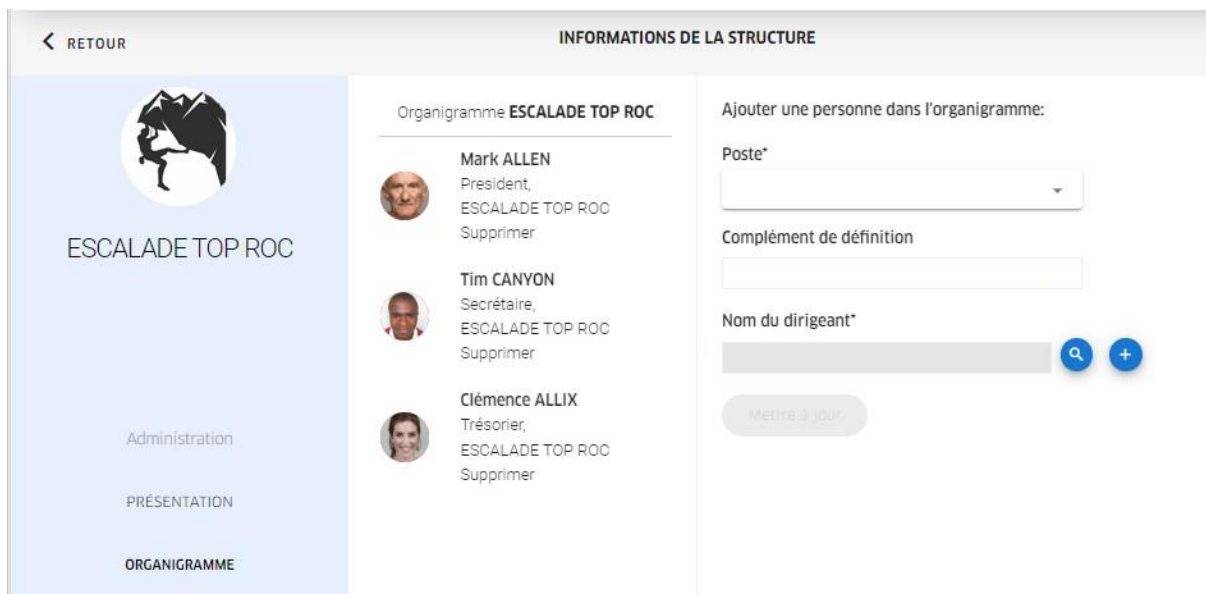 RETOUR
INFORMATIONS DE LA STRUCTURE
ESCALADE TOP ROC
Administration
PRÉSENTATION
ORGANIGRAMME
Organigramme ESCALADE TOP ROC
Mark ALLEN
President,
ESCALADE TOP ROC
Supprimer
Tim CANYON
Secrétaire,
ESCALADE TOP ROC
Supprimer
Clémence ALLIX
Trésorier,
ESCALADE TOP ROC
Supprimer
Ajouter une personne dans l'organigramme:
Poste*
Complément de définition
Nom du dirigeant*
Mettre à jour